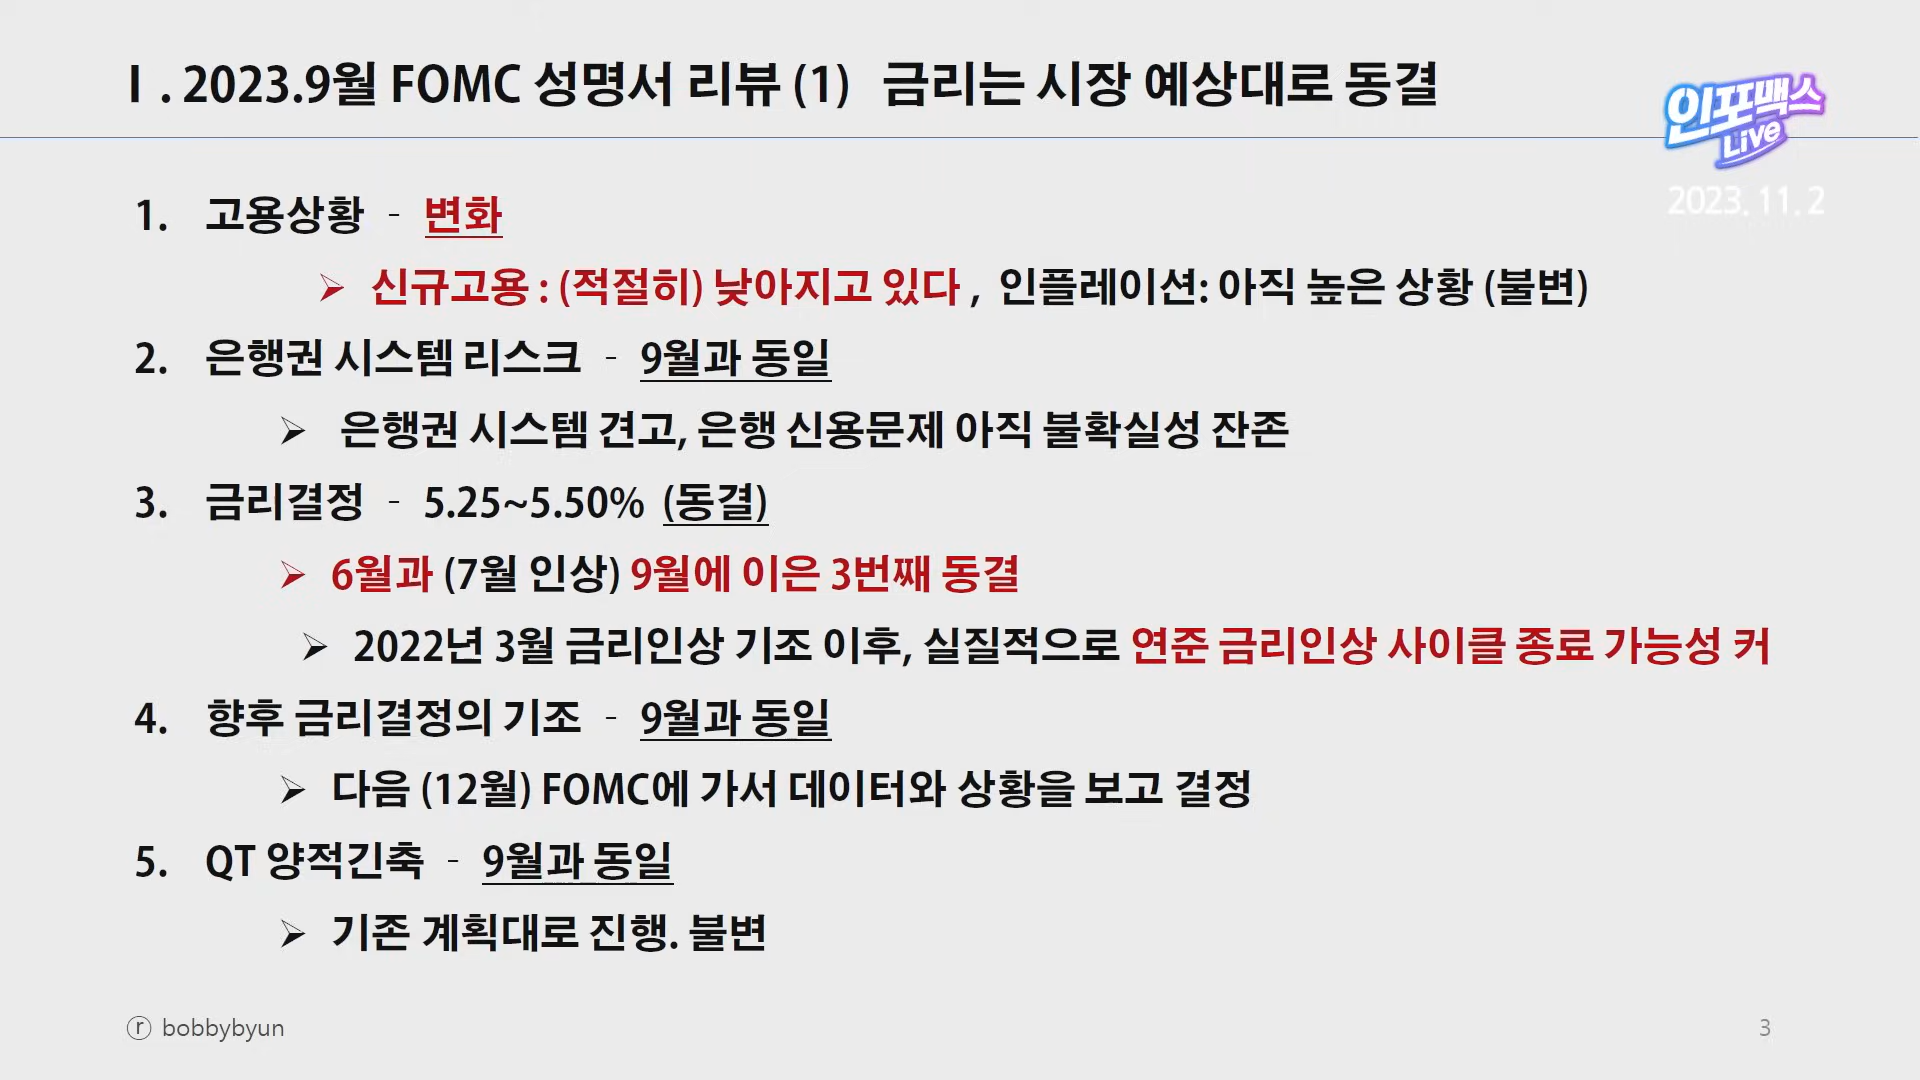 Ⅰ. 2023.9월 FOMC 성명서 리뷰 (1) 금리는 시장 예상대로 동결
인포맥스
Live
2023. 11. 2
1. 고용상황 - 변화
➢ 신규고용 : (적절히) 낮아지고 있다 , 인플레이션: 아직 높은 상황 (불변)
2. 은행권 시스템 리스크 - 9월과 동일
➢ 은행권 시스템 견고, 은행 신용문제 아직 불확실성 잔존
3. 금리결정 - 5.25~5.50% (동결)
➢ 6월과 (7월 인상) 9월에 이은 3번째 동결
➢ 2022년 3월 금리인상 기조 이후, 실질적으로 연준 금리인상 사이클 종료 가능성 커
4. 향후 금리결정의 기조 - 9월과 동일
➢ 다음 (12월) FOMC에 가서 데이터와 상황을 보고 결정
5. QT 양적긴축 - 9월과 동일
➢ 기존 계획대로 진행. 불변
ⓡ bobbybyun
3